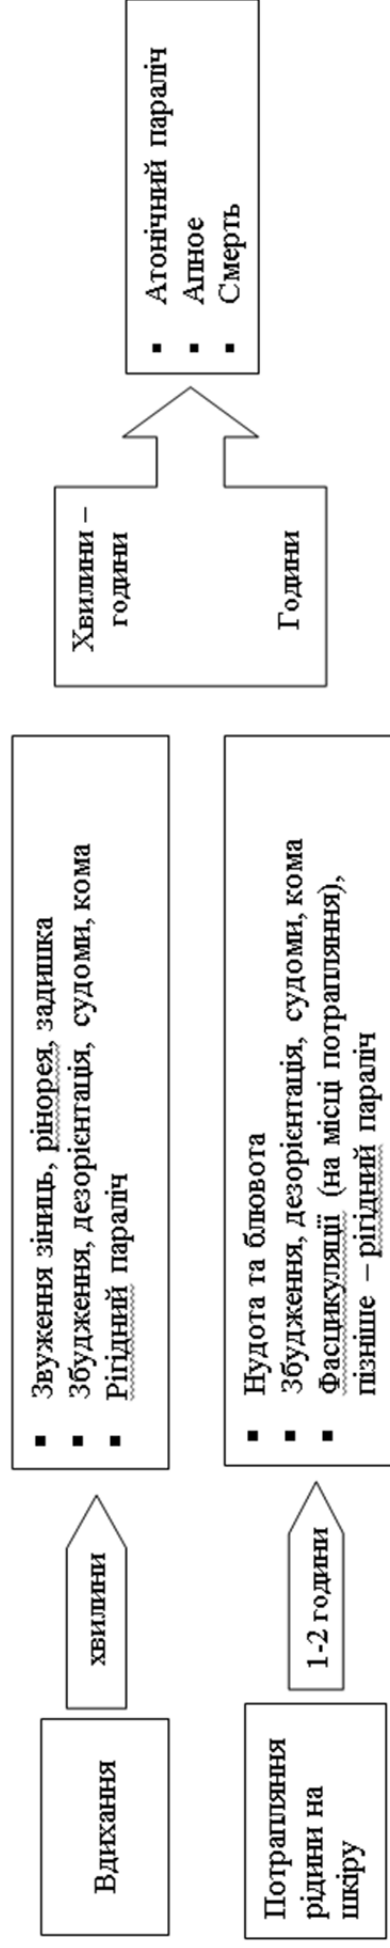 Вдихання
хвилини
Звуження зіниць, рінорея, задишка
Збудження, дезорієнтація, судоми, кома
Рігідний параліч
Потрапляння
рідини на
шкіру
1-2 години
Нудота та блювота
Збудження, дезорієнтація, судоми, кома
Фасцикуляції (на місці потрапляння),
пізніше – рігідний параліч
Хвилини –
години
Години
Атонічний параліч
Апное
Смерть